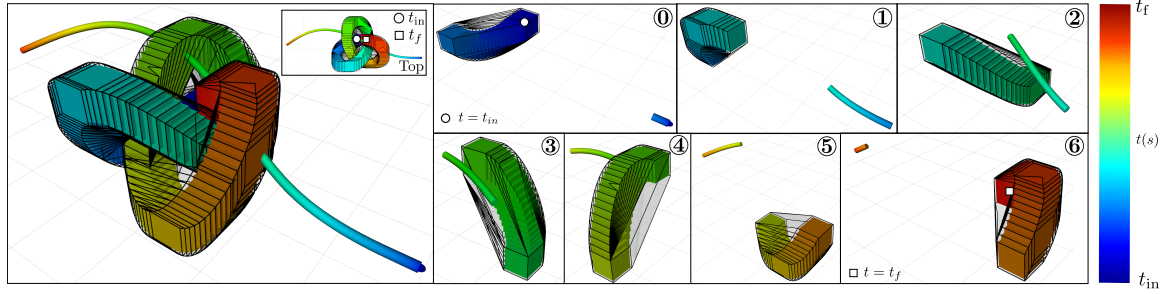 t_in
t_f
Top
⓪
t = t_in
①
②
③
④
⑤
⑥
t = t_f
t_f
t(s)
t_in